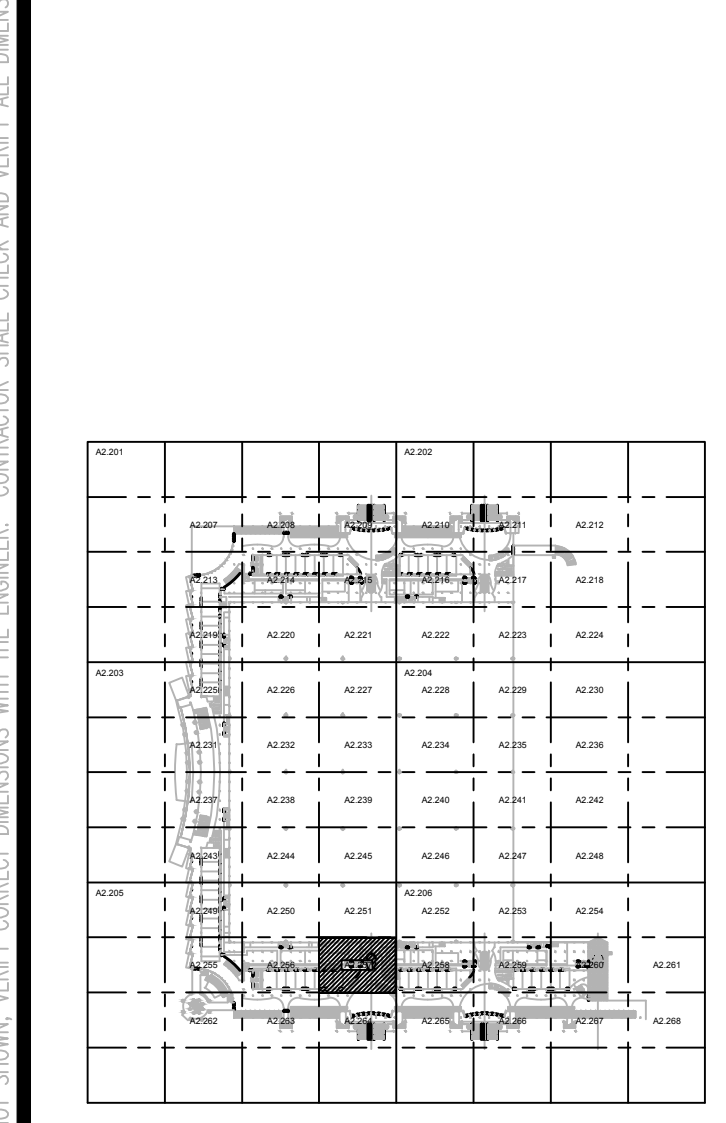 NOT SHOWN, VERIFY CORRECT DIMENSIONS WITH THE ENGINEER. CONTRACTOR SHALL CHECK AND VERIFY ALL
A2.201 A2.202
A2.207 A2.208 A2.209 A2.210 A2.211 A2.212
A2.213 A2.214 A2.215 A2.216 A2.217 A2.218
A2.219 A2.220 A2.221 A2.222 A2.223 A2.224
A2.203 A2.204
A2.225 A2.226 A2.227 A2.228 A2.229 A2.230
A2.231 A2.232 A2.233 A2.234 A2.235 A2.236
A2.237 A2.238 A2.239 A2.240 A2.241 A2.242
A2.243 A2.244 A2.245 A2.246 A2.247 A2.248
A2.205 A2.206
A2.249 A2.250 A2.251 A2.252 A2.253 A2.254
A2.255 A2.256 A2.258 A2.259 A2.260 A2.261
A2.262 A2.263 A2.264 A2.265 A2.266 A2.267 A2.268